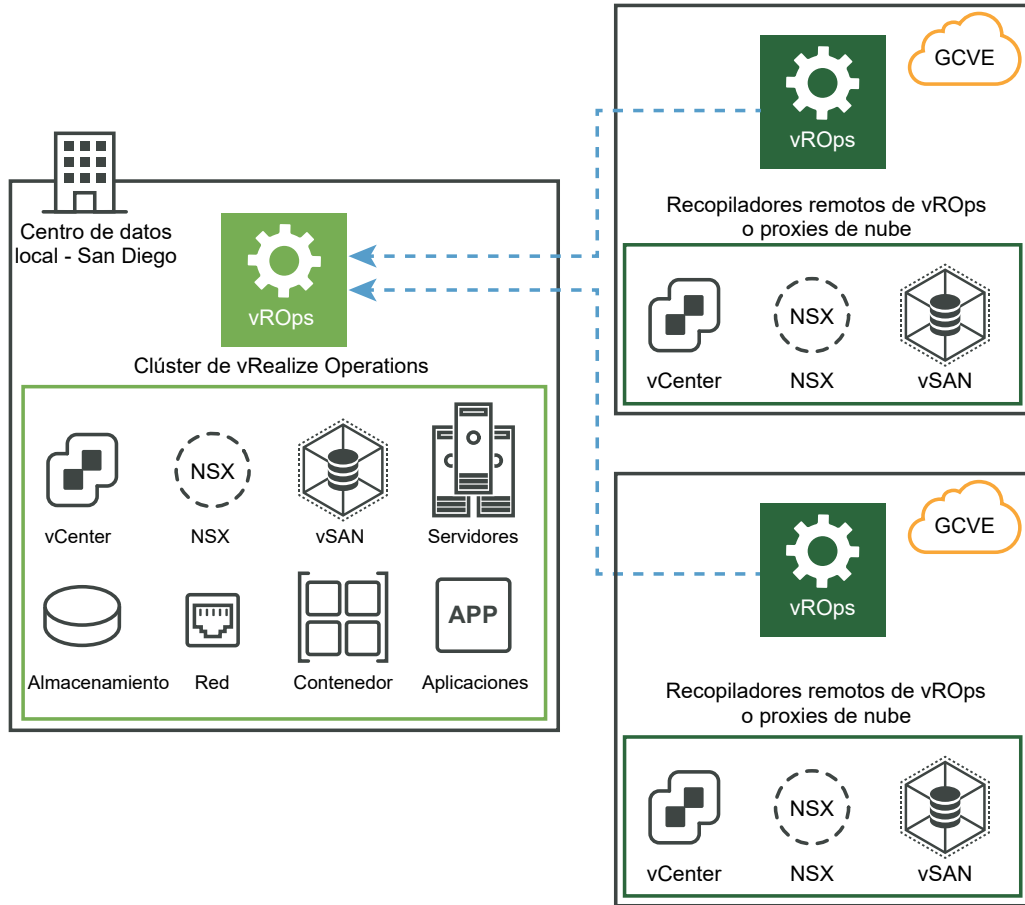 Centro de datos
local - San Diego
vROps
Clúster de vRealize Operations
NSX
vCenter
NSX
vSAN
Servidores
APP
Almacenamiento
Red
Contenedor
Aplicaciones
GCVE
vROps
Recopiladores remotos de vROps
o proxies de nube
NSX
vCenter
NSX
vSAN
GCVE
vROps
Recopiladores remotos de vROps
o proxies de nube
NSX
vCenter
NSX
vSAN